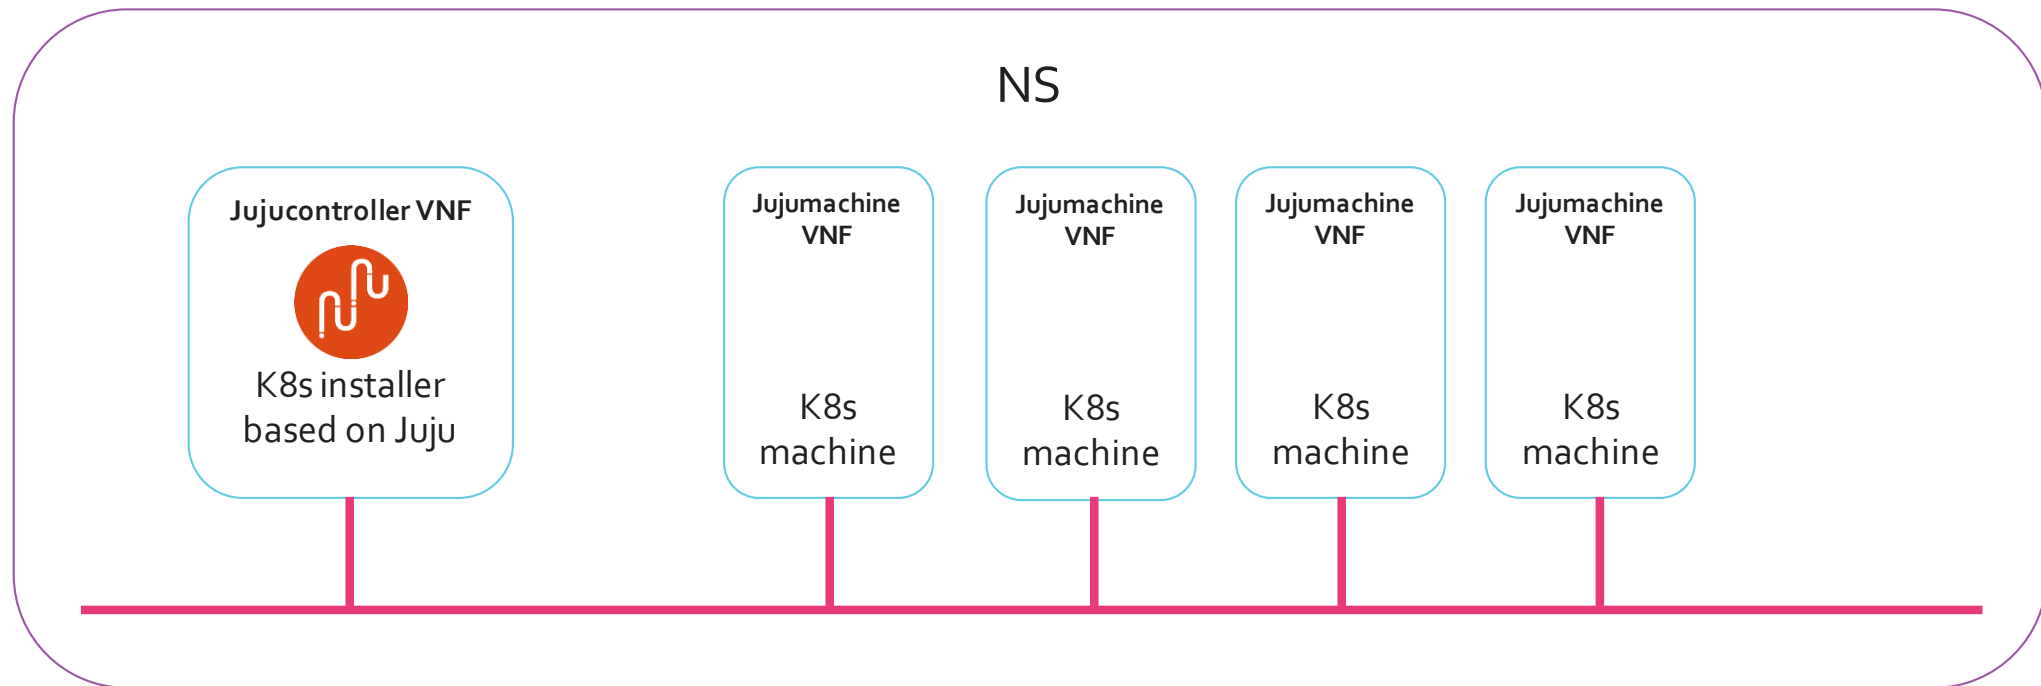 NS
Jujucontroller VNF
K8s installer
based on Juju
Jujumachine
VNF
K8s
machine
Jujumachine
VNF
K8s
machine
Jujumachine
VNF
K8s
machine
Jujumachine
VNF
K8s
machine